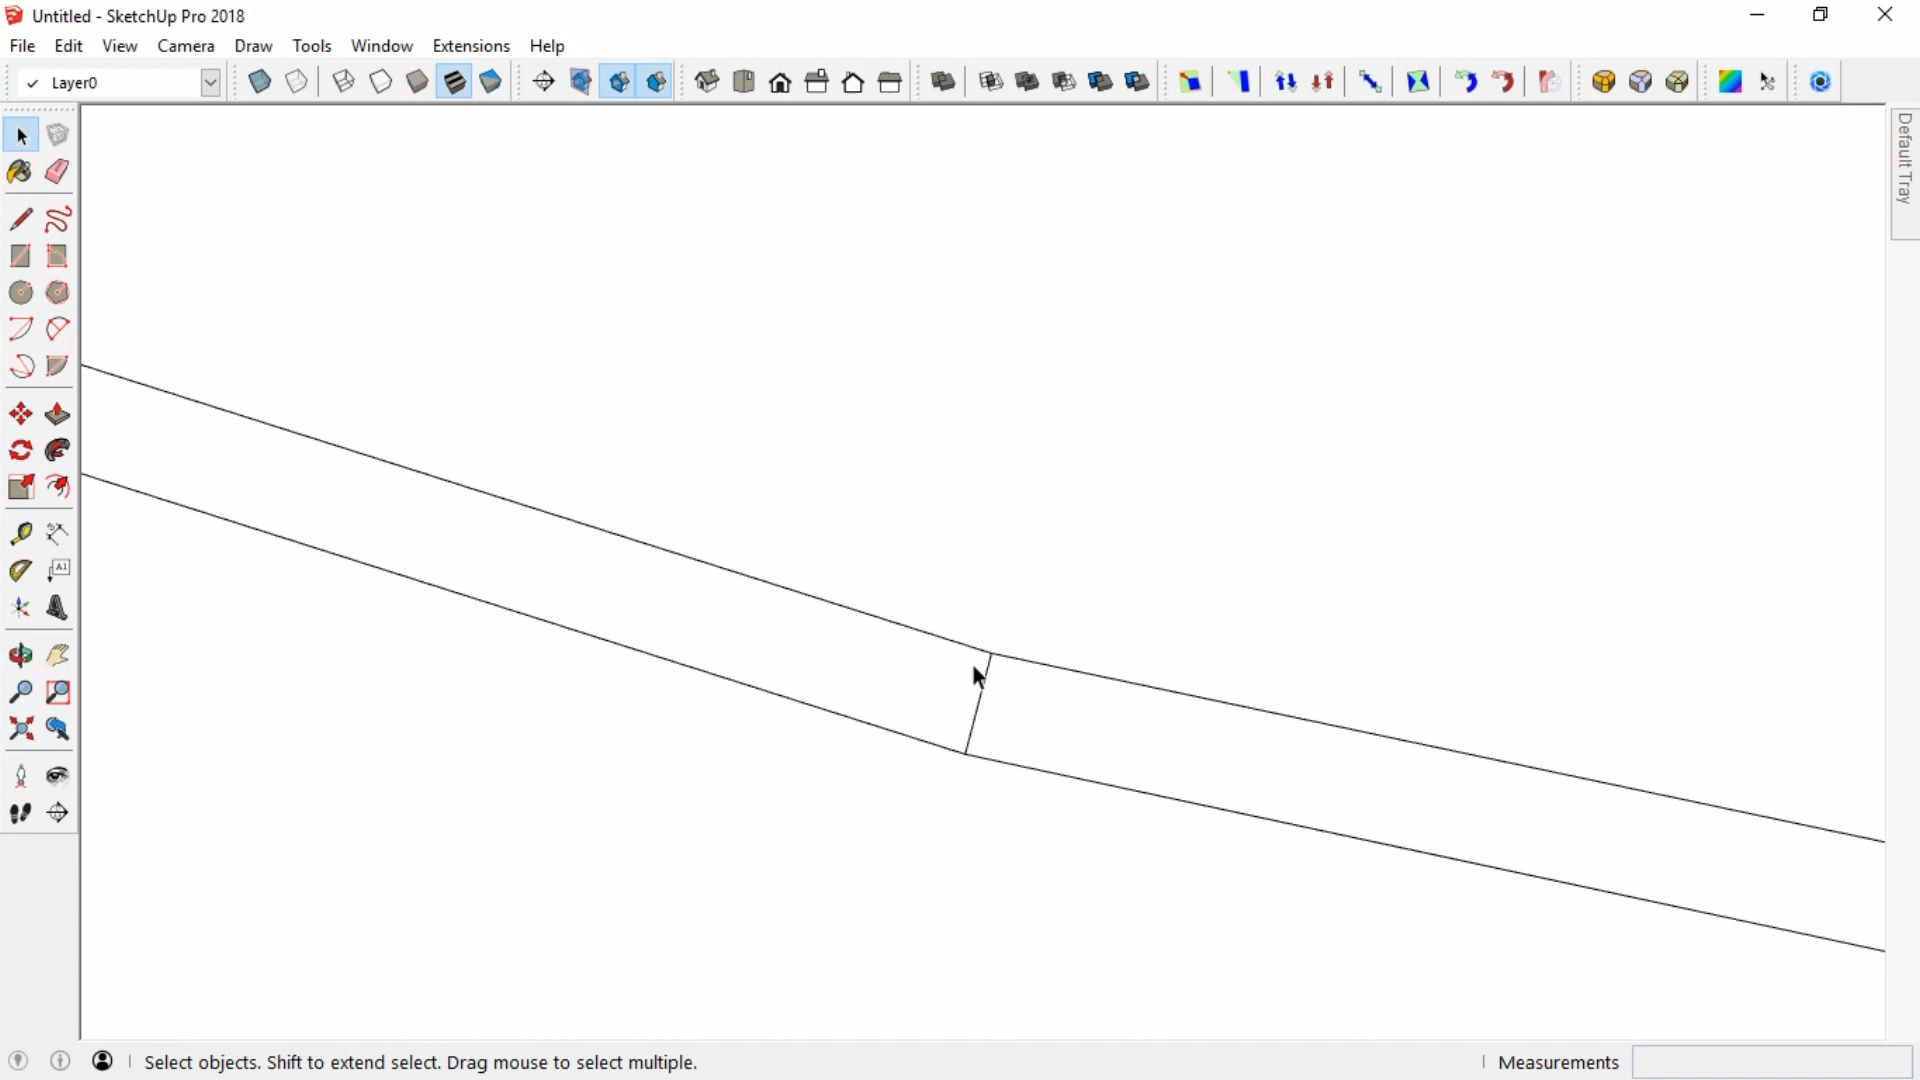 Untitled - SketchUp Pro 2018
File Edit View Camera Draw Tools Window Extensions Help
Layer0
Default Tray
A1
Select objects. Shift to extend select. Drag mouse to select multiple.
Measurements